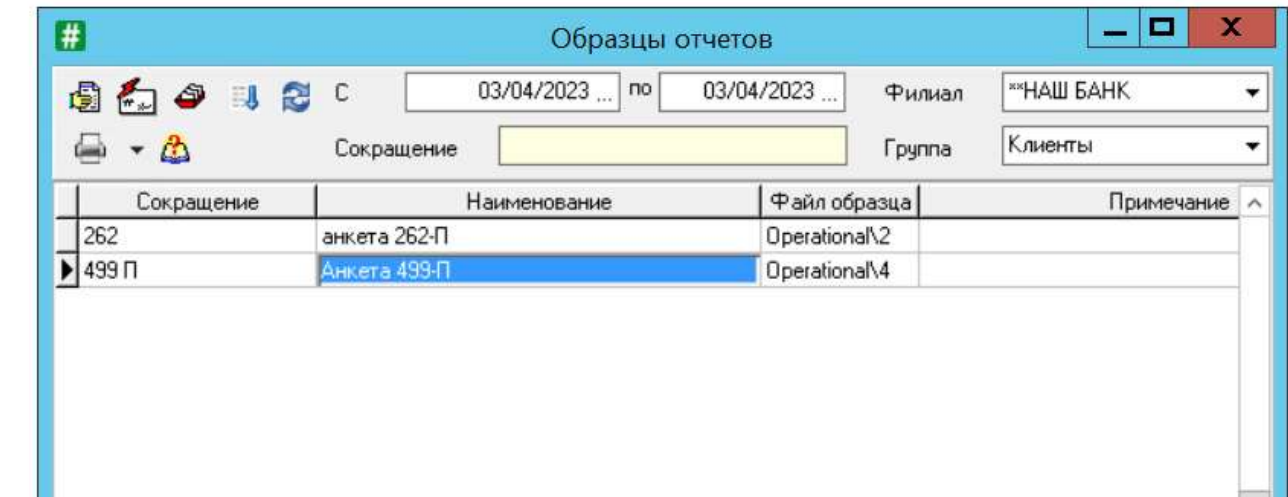 Образцы отчетов
С 03/04/2023 ... по 03/04/2023 ... Филиал **НАШ БАНК
Сокращение Группа Клиенты
Сокращение Наименование Файл образца Примечание
262 анкета 262-П Operational\2
499 П Анкета 499-П Operational\4